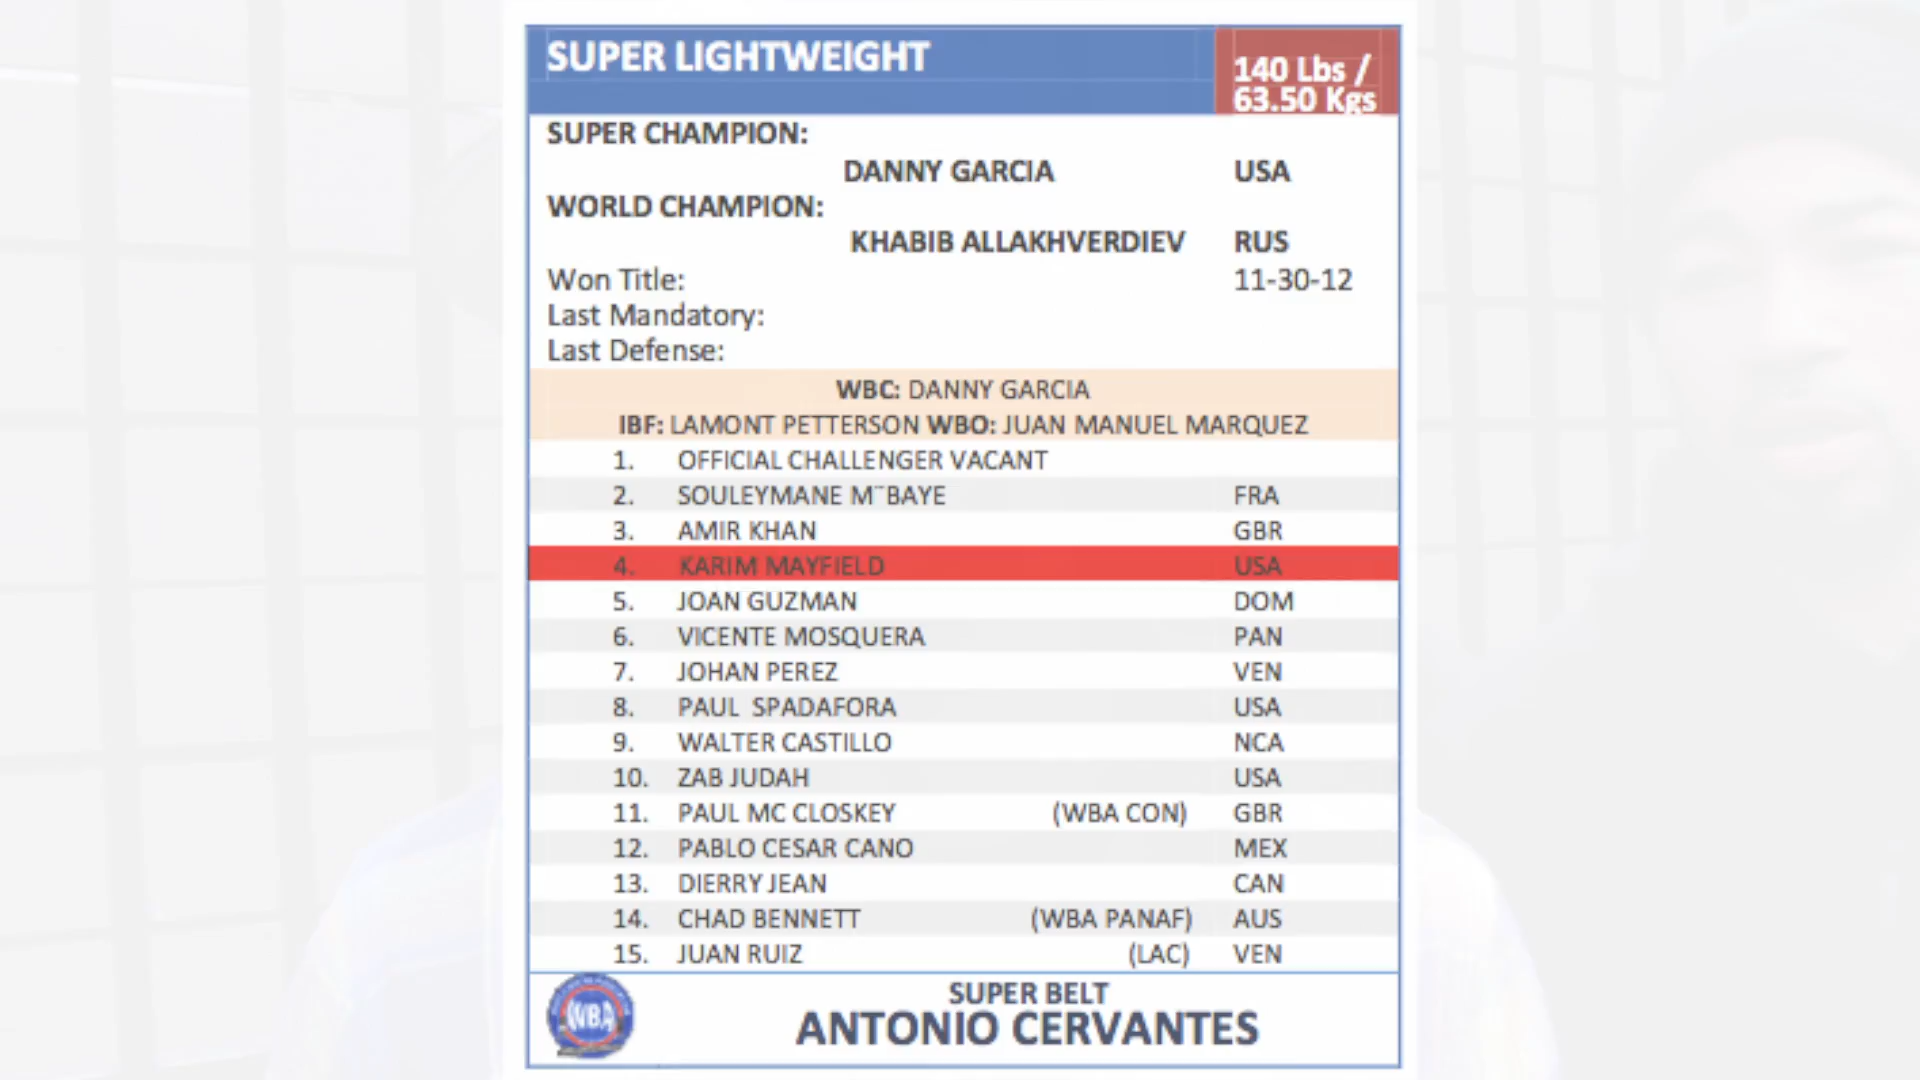 SUPER LIGHTWEIGHT
140 Lbs /
63.50 Kgs
SUPER CHAMPION:
DANNY GARCIA USA
WORLD CHAMPION:
KHABIB ALLAKHVERDIEV RUS
Won Title: 11-30-12
Last Mandatory:
Last Defense:
WBC: DANNY GARCIA
IBF: LAMONT PETTERSON WBO: JUAN MANUEL MARQUEZ
1. OFFICIAL CHALLENGER VACANT
2. SOULEYMANE M¨BAYE FRA
3. AMIR KHAN GBR
4. KARIM MAYFIELD USA
5. JOAN GUZMAN DOM
6. VICENTE MOSQUERA PAN
7. JOHAN PEREZ VEN
8. PAUL SPADAFORA USA
9. WALTER CASTILLO NCA
10. ZAB JUDAH USA
11. PAUL MC CLOSKEY (WBA CON) GBR
12. PABLO CESAR CANO MEX
13. DIERRY JEAN CAN
14. CHAD BENNETT (WBA PANAF) AUS
15. JUAN RUIZ (LAC) VEN
WBA
SUPER BELT
ANTONIO CERVANTES